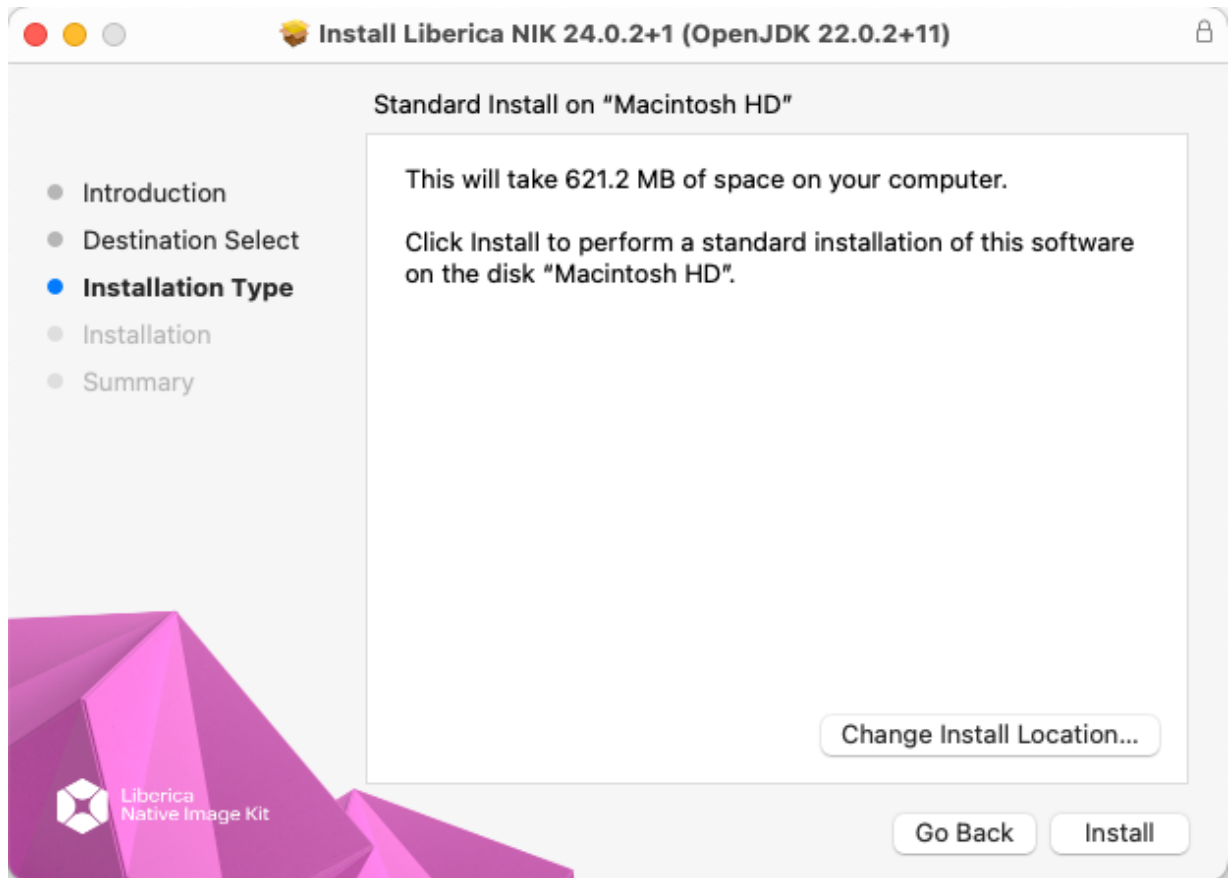 Install Liberica NIK 24.0.2+1 (OpenJDK 22.0.2+11)
Standard Install on “Macintosh HD”
Introduction
Destination Select
Installation Type
Installation
Summary
This will take 621.2 MB of space on your computer.
Click Install to perform a standard installation of this software
on the disk “Macintosh HD”.
Change Install Location...
Liberica
Native Image Kit
Go Back
Install